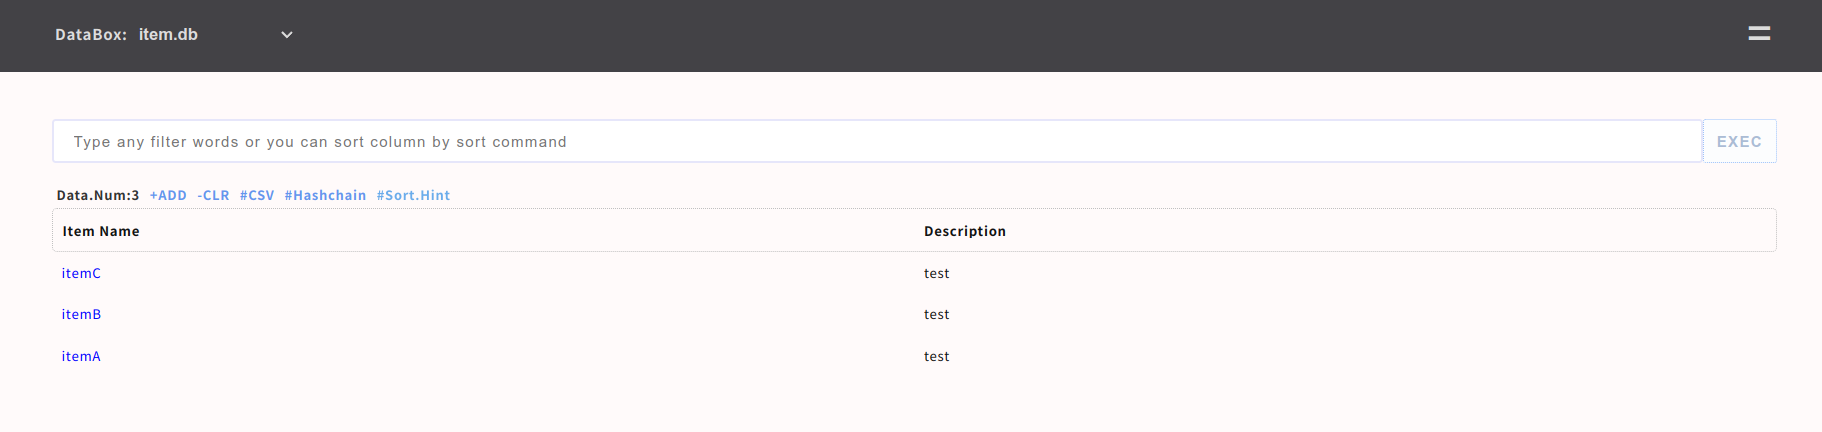 DataBox: item.db
Type any filter words or you can sort column by sort command EXEC
Data.Num:3 +ADD -CLR #CSV #Hashchain #Sort.Hint
Item Name Description
itemC test
itemB test
itemA test